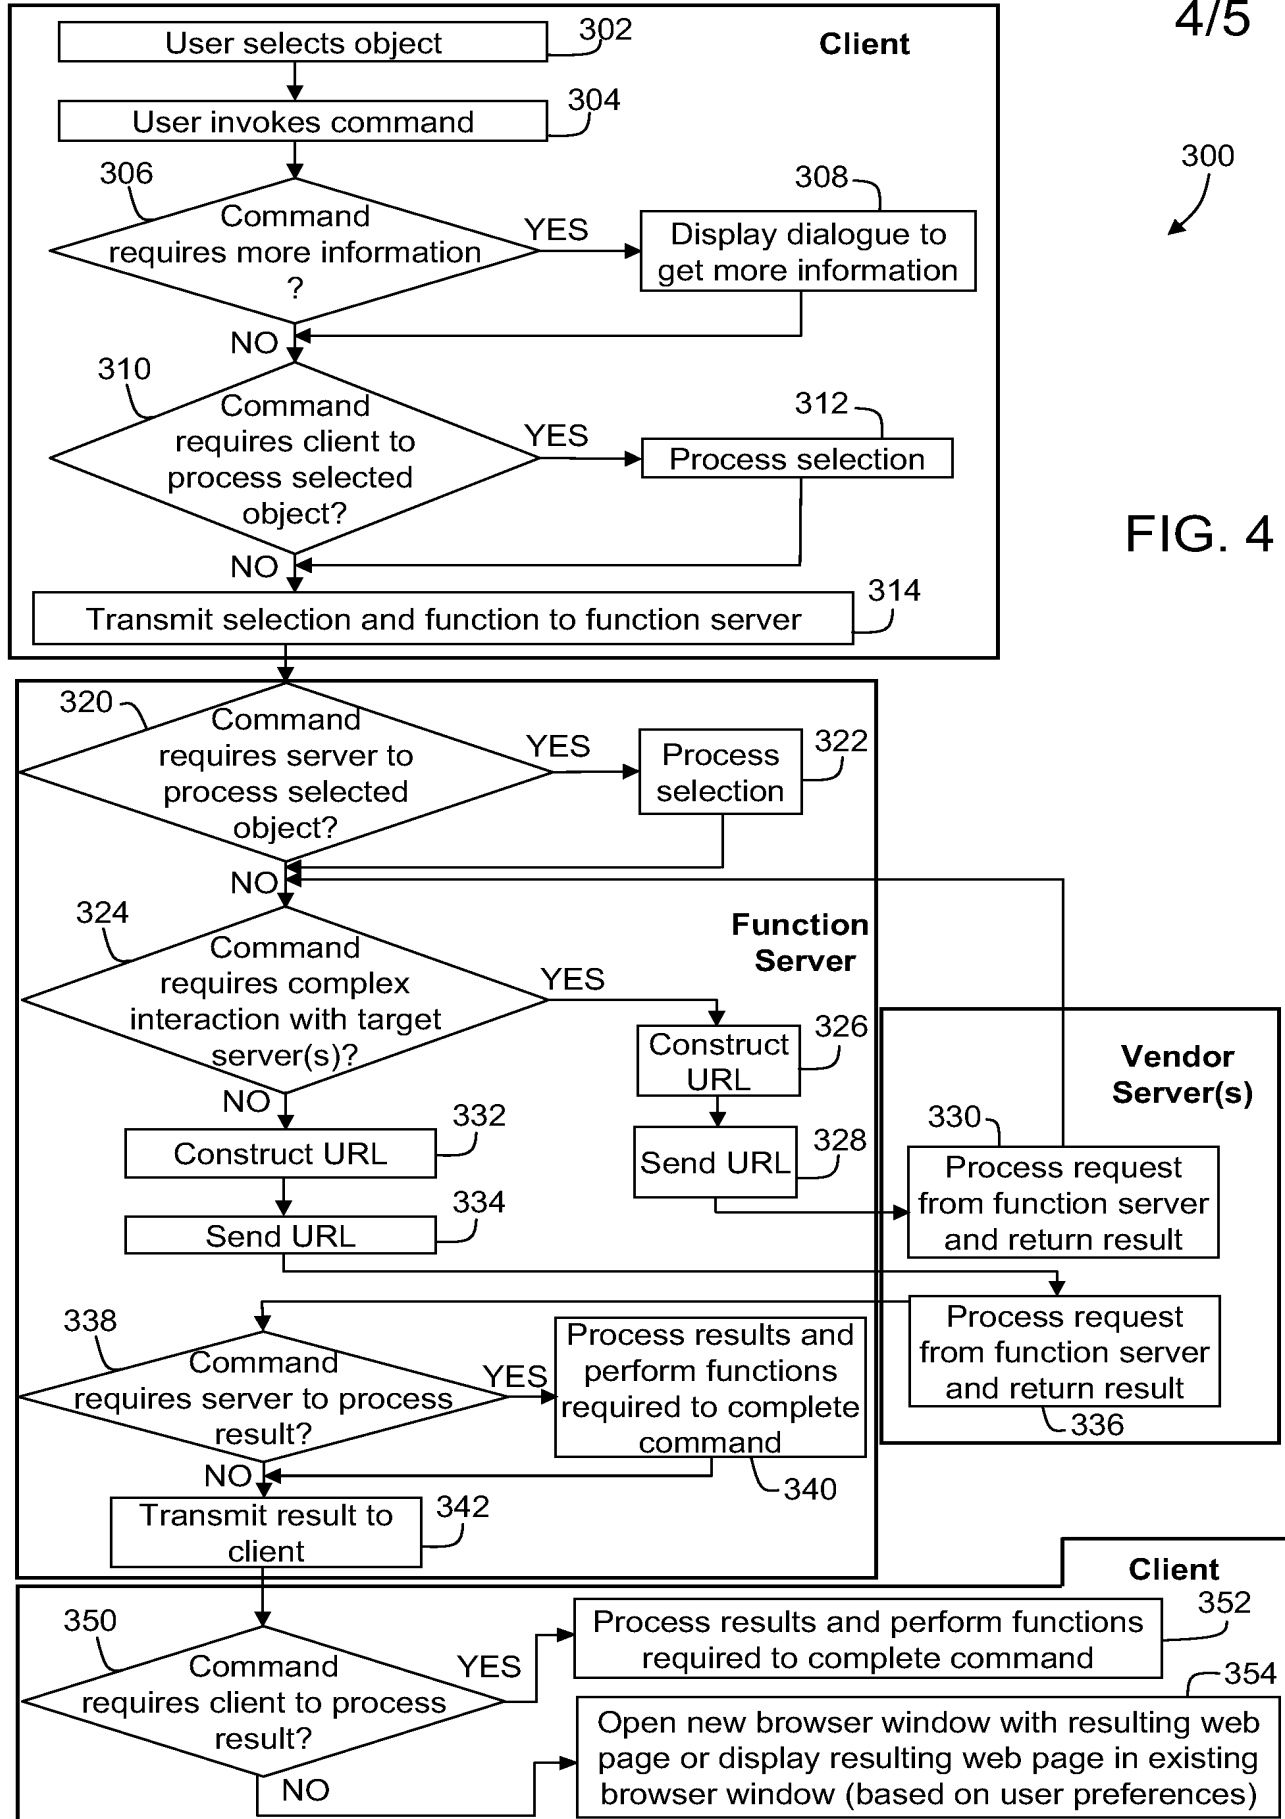 4/5
Client
User selects object
302
User invokes command
304
300
306
Command
requires more information
?
YES
308
Display dialogue to
get more information
NO
310
Command
requires client to
process selected
object?
YES
312
Process selection
FIG. 4
NO
Transmit selection and function to function server
314
320
Command
requires server to
process selected
object?
YES
Process
selection
322
NO
324
Command
requires complex
interaction with target
server(s)?
YES
Function
Server
Construct
URL
326
Vendor
Server(s)
NO
Construct URL
332
Send URL
328
330
Process request
from function server
and return result
Send URL
334
338
Command
requires server to process
result?
YES
Process results and
perform functions
required to complete
command
340
Process request
from function server
and return result
336
NO
Transmit result to
client
342
Client
350
Command
requires client to process
result?
YES
Process results and perform functions
required to complete command
352
354
Open new browser window with resulting web
page or display resulting web page in existing
browser window (based on user preferences)
NO